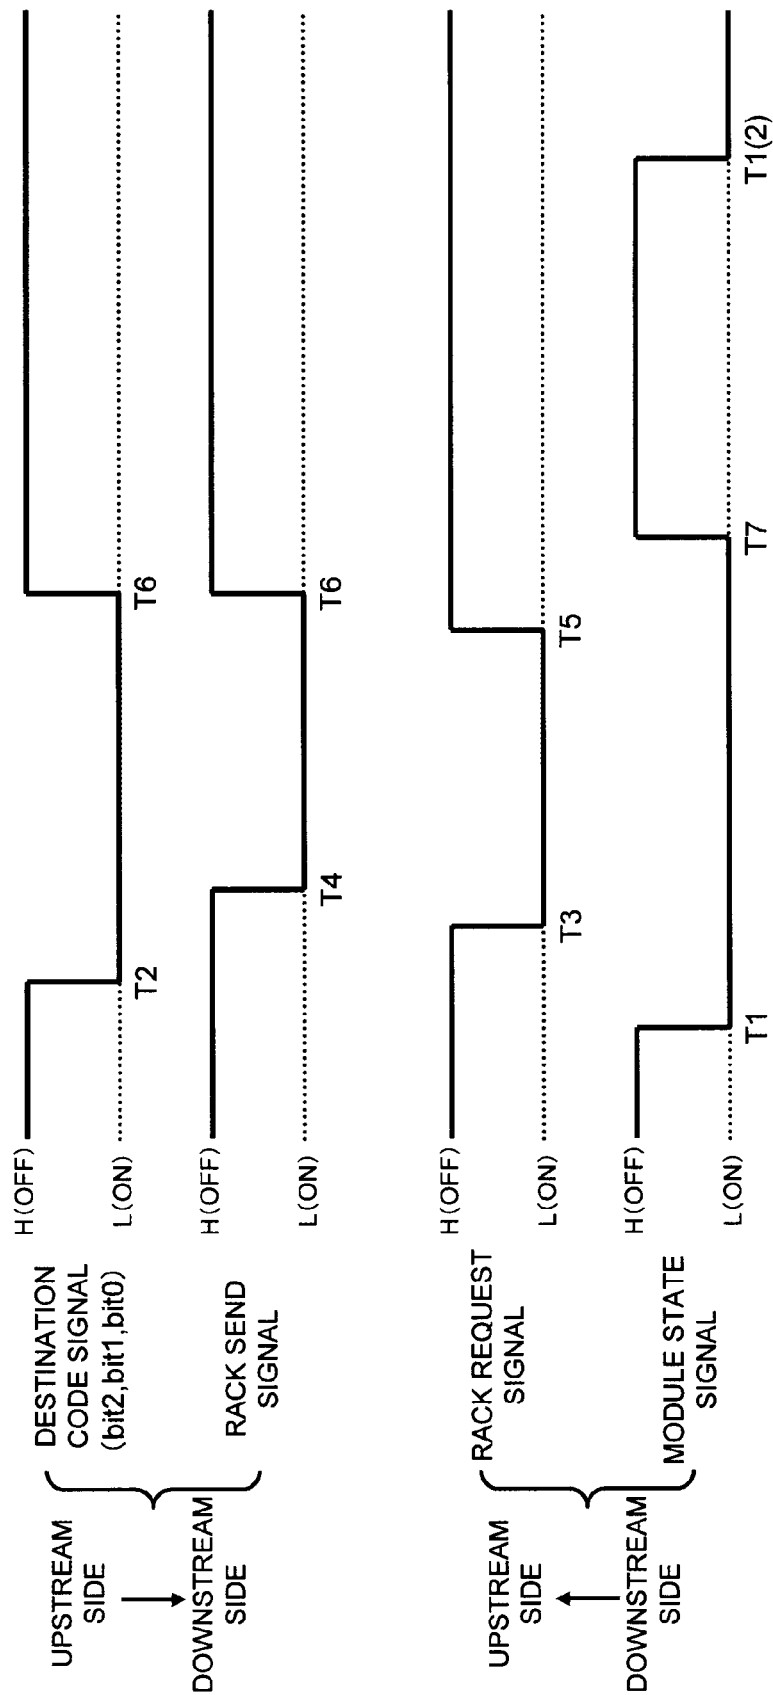 UPSTREAM
SIDE
DOWNSTREAM
SIDE
DESTINATION
CODE SIGNAL
(bit2,bit1,bit0)
H(OFF)
L(ON)
T2
T6
RACK SEND
SIGNAL
H(OFF)
L(ON)
T4
T6
UPSTREAM
SIDE
DOWNSTREAM
SIDE
RACK REQUEST
SIGNAL
H(OFF)
L(ON)
T3
T5
MODULE STATE
SIGNAL
H(OFF)
L(ON)
T1
T7
T1(2)